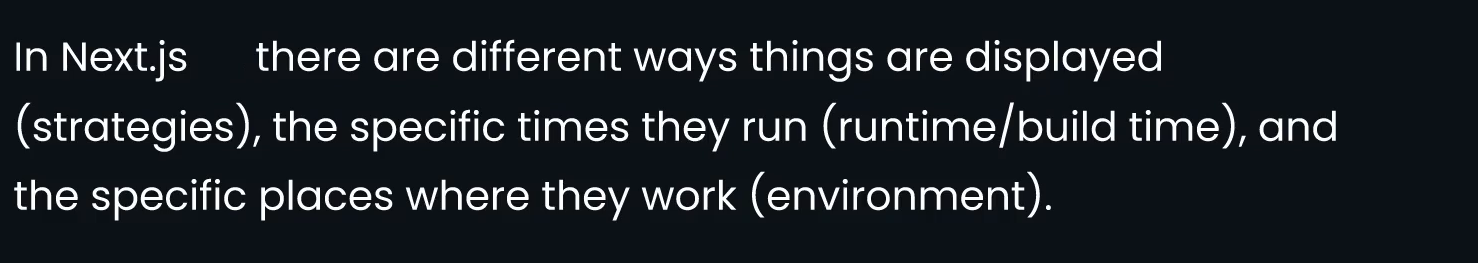 In Next.js there are different ways things are displayed
(strategies), the specific times they run (runtime/build time), and
the specific places where they work (environment).